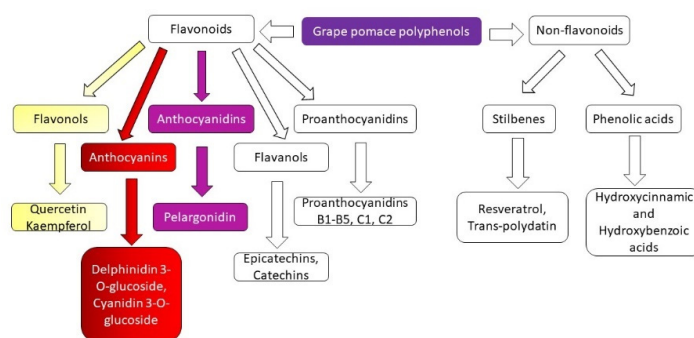 Flavonoids
Grape pomace polyphenols
Non-flavonoids
Flavonols
Anthocyanidins
Proanthocyanidins
Stilbenes
Phenolic acids
Anthocyanins
Flavanols
Quercetin
Kaempferol
Pelargonidin
Proanthocyanidins
B1-B5, C1, C2
Resveratrol,
Trans-polydatin
Hydroxycinnamic
and
Hydroxybenzoic
acids
Delphinidin 3-
O-glucoside,
Cyanidin 3-O-
glucoside
Epicatechins,
Catechins